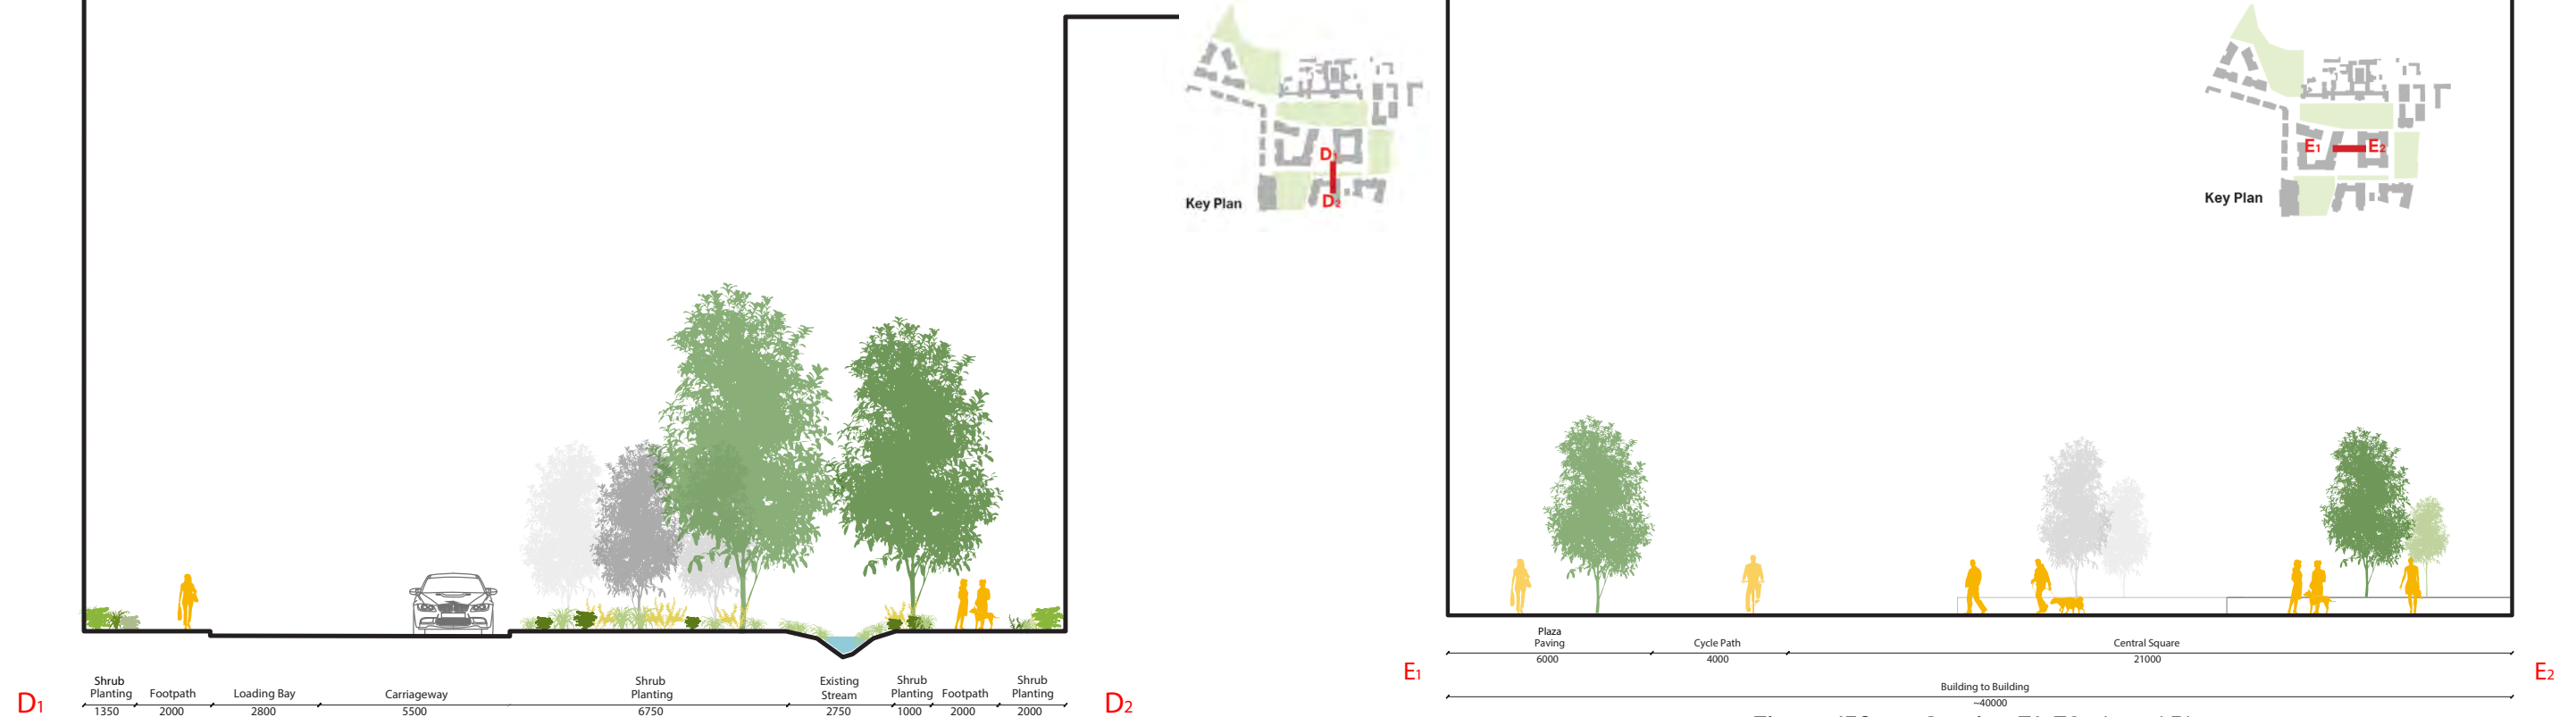 D1
D2
Key Plan
E1
E2
Key Plan
Shrub
Planting
1350
Footpath
2000
Loading Bay
2800
Carriageway
5500
Shrub
Planting
6750
Existing
Stream
2750
Shrub
Planting
1000
Footpath
2000
Shrub
Planting
2000
D1
D2
Plaza
Paving
6000
Cycle Path
4000
Central Square
21000
Building to Building
~40000
E1
E2